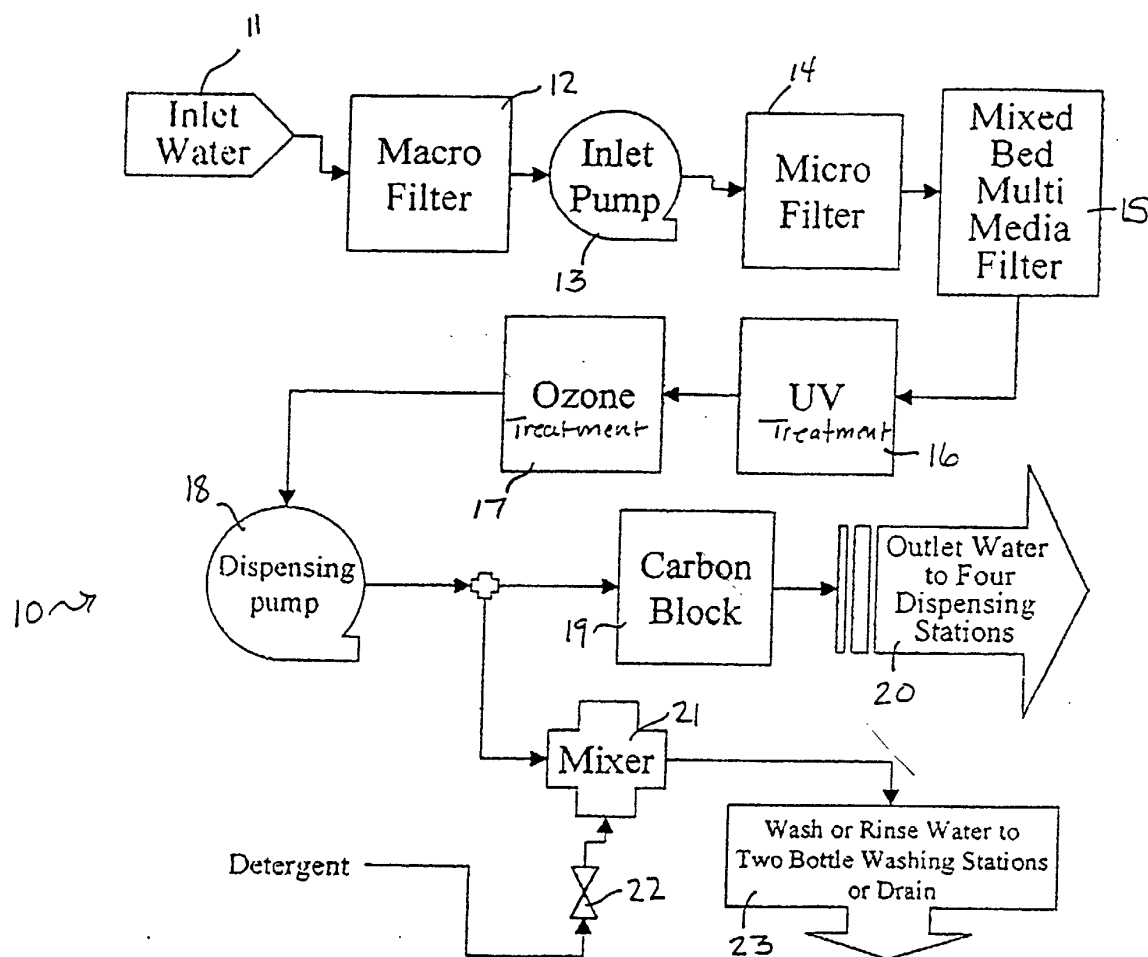 11
Inlet
Water
12
Macro
Filter
Inlet
Pump
13
14
Micro
Filter
Mixed
Bed
Multi
Media
Filter
15
Ozone
Treatment
17
UV
Treatment
16
18
Dispensing
pump
10
Carbon
Block
19
Outlet Water
to Four
Dispensing
Stations
20
Mixer
21
Detergent
22
Wash or Rinse Water to
Two Bottle Washing Stations
or Drain
23